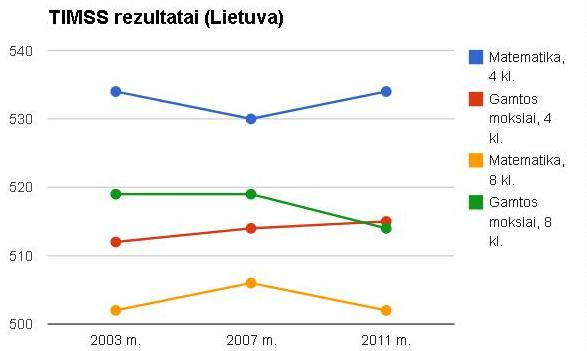 TIMSS rezultatai (Lietuva)
540
530
520
510
500
2003 m.
2007 m.
2011 m.
Matematika,
4 kl.
Gamtos
mokslai, 4
kl.
Matematika,
8 kl.
Gamtos
mokslai, 8
kl.